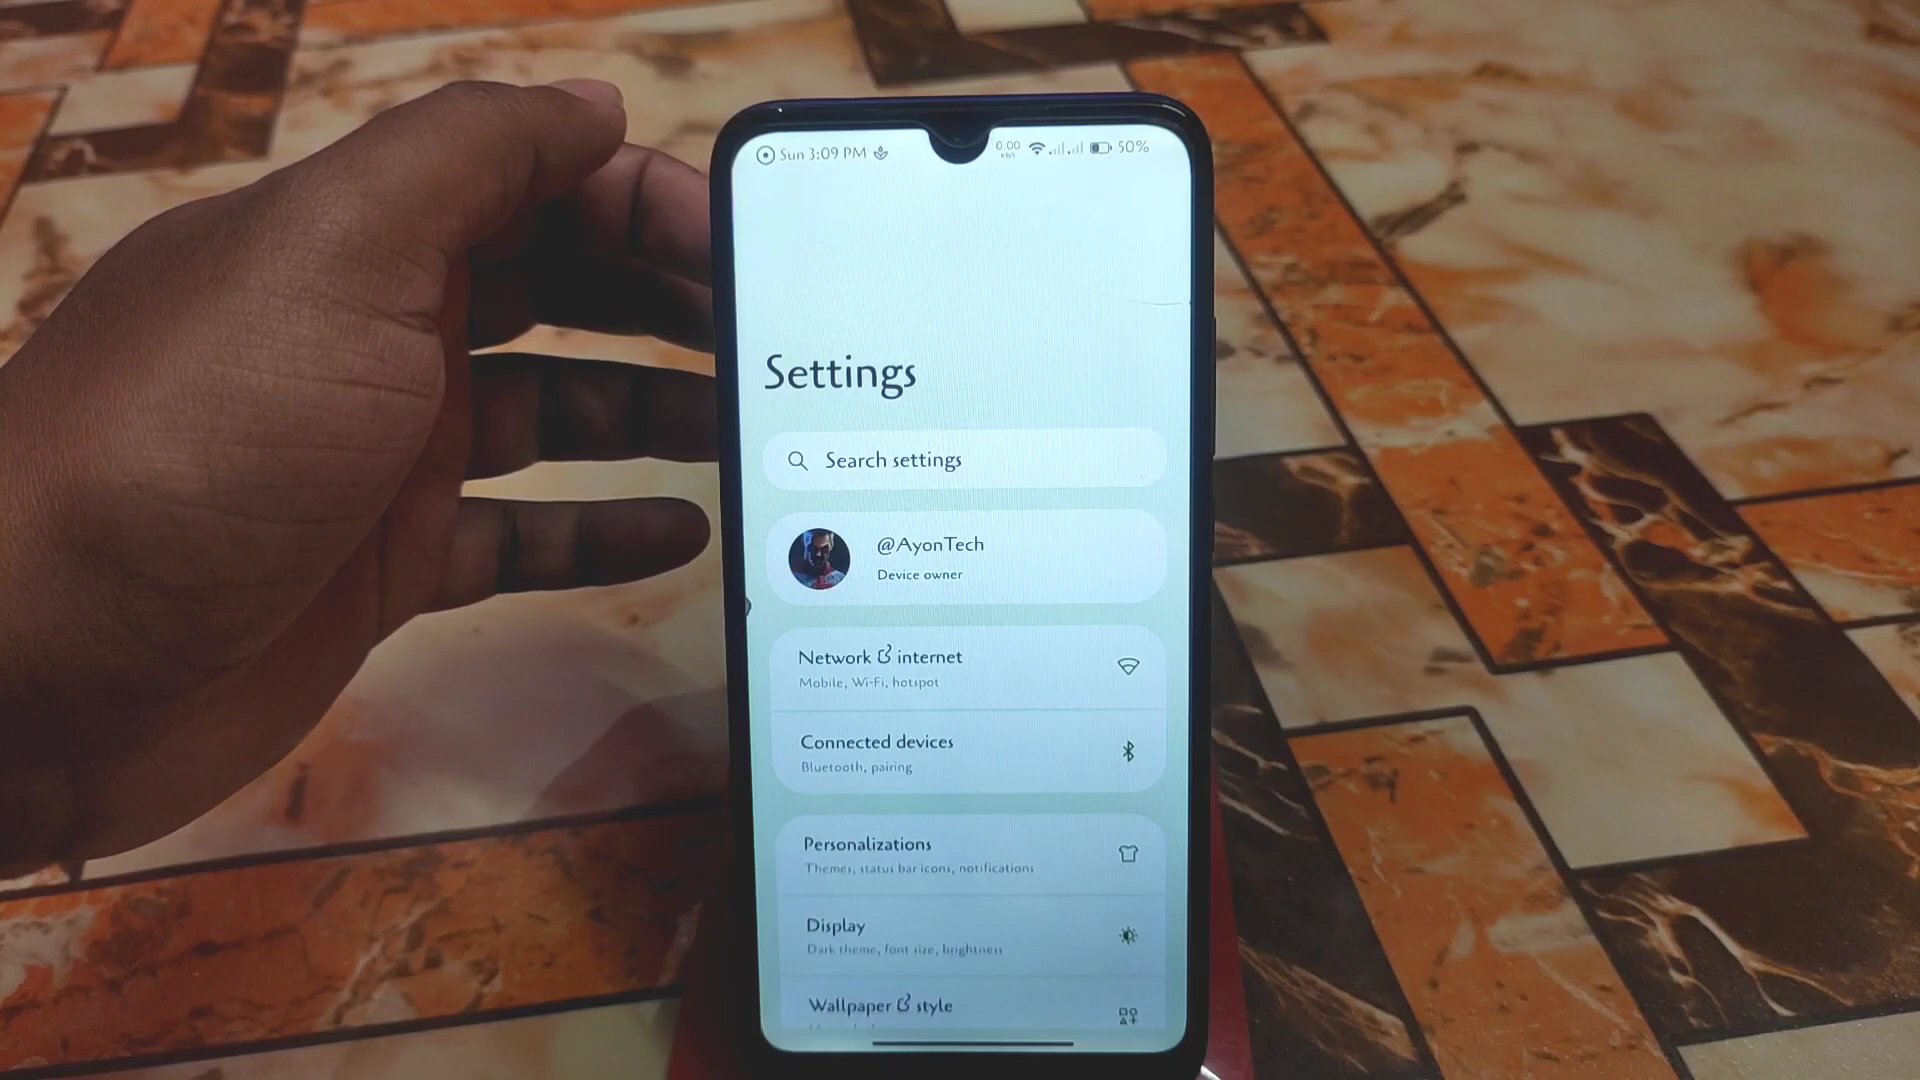 Sun 3:09 PM
0.00
KB/S
50%
Settings
Search settings
@AyonTech
Device owner
Network & internet
Mobile, Wi-Fi, hotspot
Connected devices
Bluetooth, pairing
Personalizations
Themes, status bar icons, notifications
Display
Dark theme, font size, brightness
Wallpaper & style